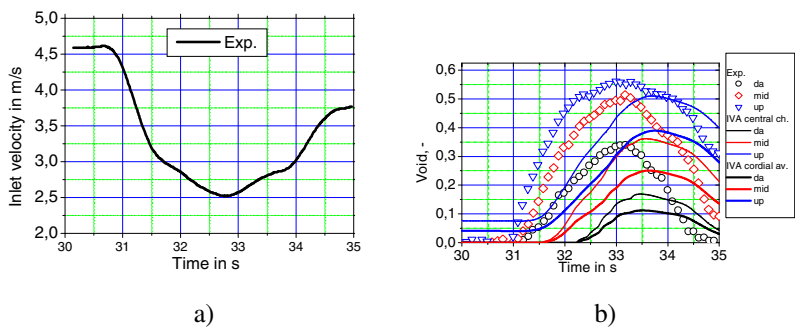 5,0
4,5
4,0
3,5
3,0
2,5
2,0
Inlet velocity in m/s
Exp.
30 31 32 33 34 35
Time in s
a)
0,6
0,5
0,4
0,3
0,2
0,1
0,0
Void, -
30 31 32 33 34 35
Time in s
Exp.
da
mid
up
IVA central ch.
da
mid
up
IVA cordial av.
da
mid
up
b)